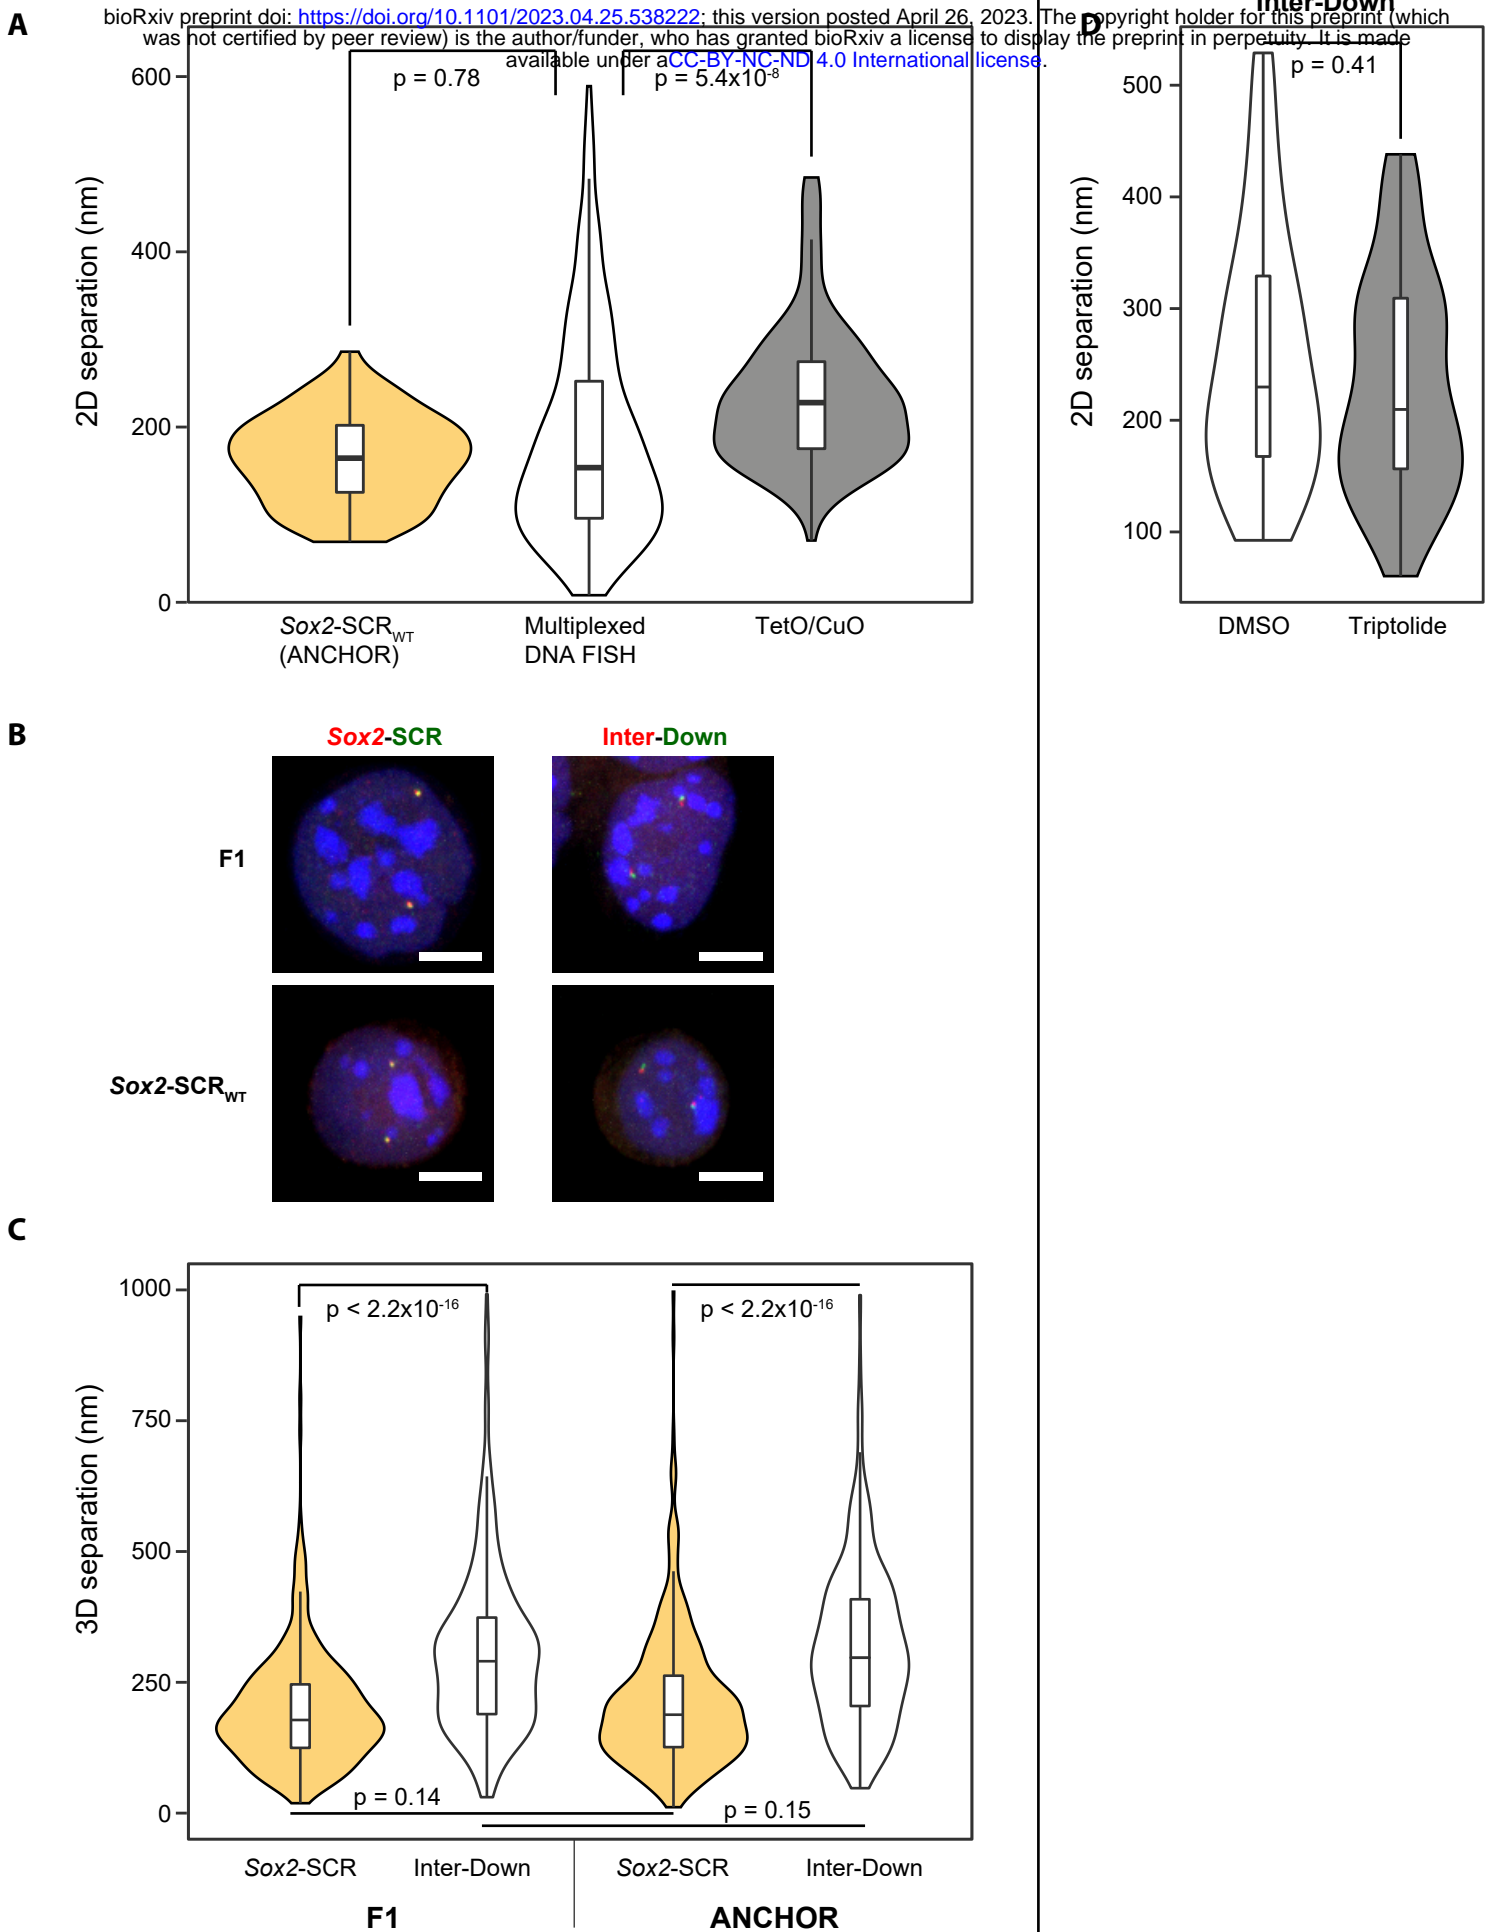 bioRxiv preprint doi: https://doi.org/10.1101/2023.04.25.538222; this version posted April 26, 2023. The copyright holder for this preprint (which
was not certified by peer review) is the author/funder, who has granted bioRxiv a license to display the preprint in perpetuity. It is made
available under aCC-BY-NC-ND 4.0 International license.
A
p = 0.78
p = 5.4x10-8
600
400
200
0
2D separation (nm)
Sox2-SCRWT
(ANCHOR)
Multiplexed
DNA FISH
TetO/CuO
D
Inter-Down
p = 0.41
500
400
300
200
100
2D separation (nm)
DMSO
Triptolide
B
Sox2-SCR
Inter-Down
F1
Sox2-SCRWT
C
p < 2.2x10-16
p < 2.2x10-16
1000
750
500
250
0
3D separation (nm)
p = 0.14
p = 0.15
Sox2-SCR
Inter-Down
Sox2-SCR
Inter-Down
F1
ANCHOR